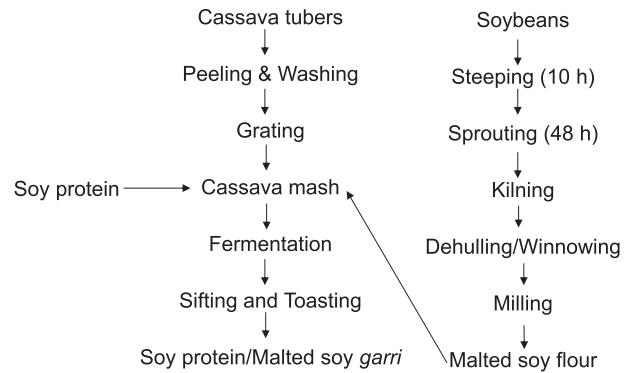 Cassava tubers
Peeling & Washing
Grating
Soy protein
Cassava mash
Fermentation
Sifting and Toasting
Soy protein/Malted soy garri
Soybeans
Steeping (10 h)
Sprouting (48 h)
Kilning
Dehulling/Winnowing
Milling
Malted soy flour